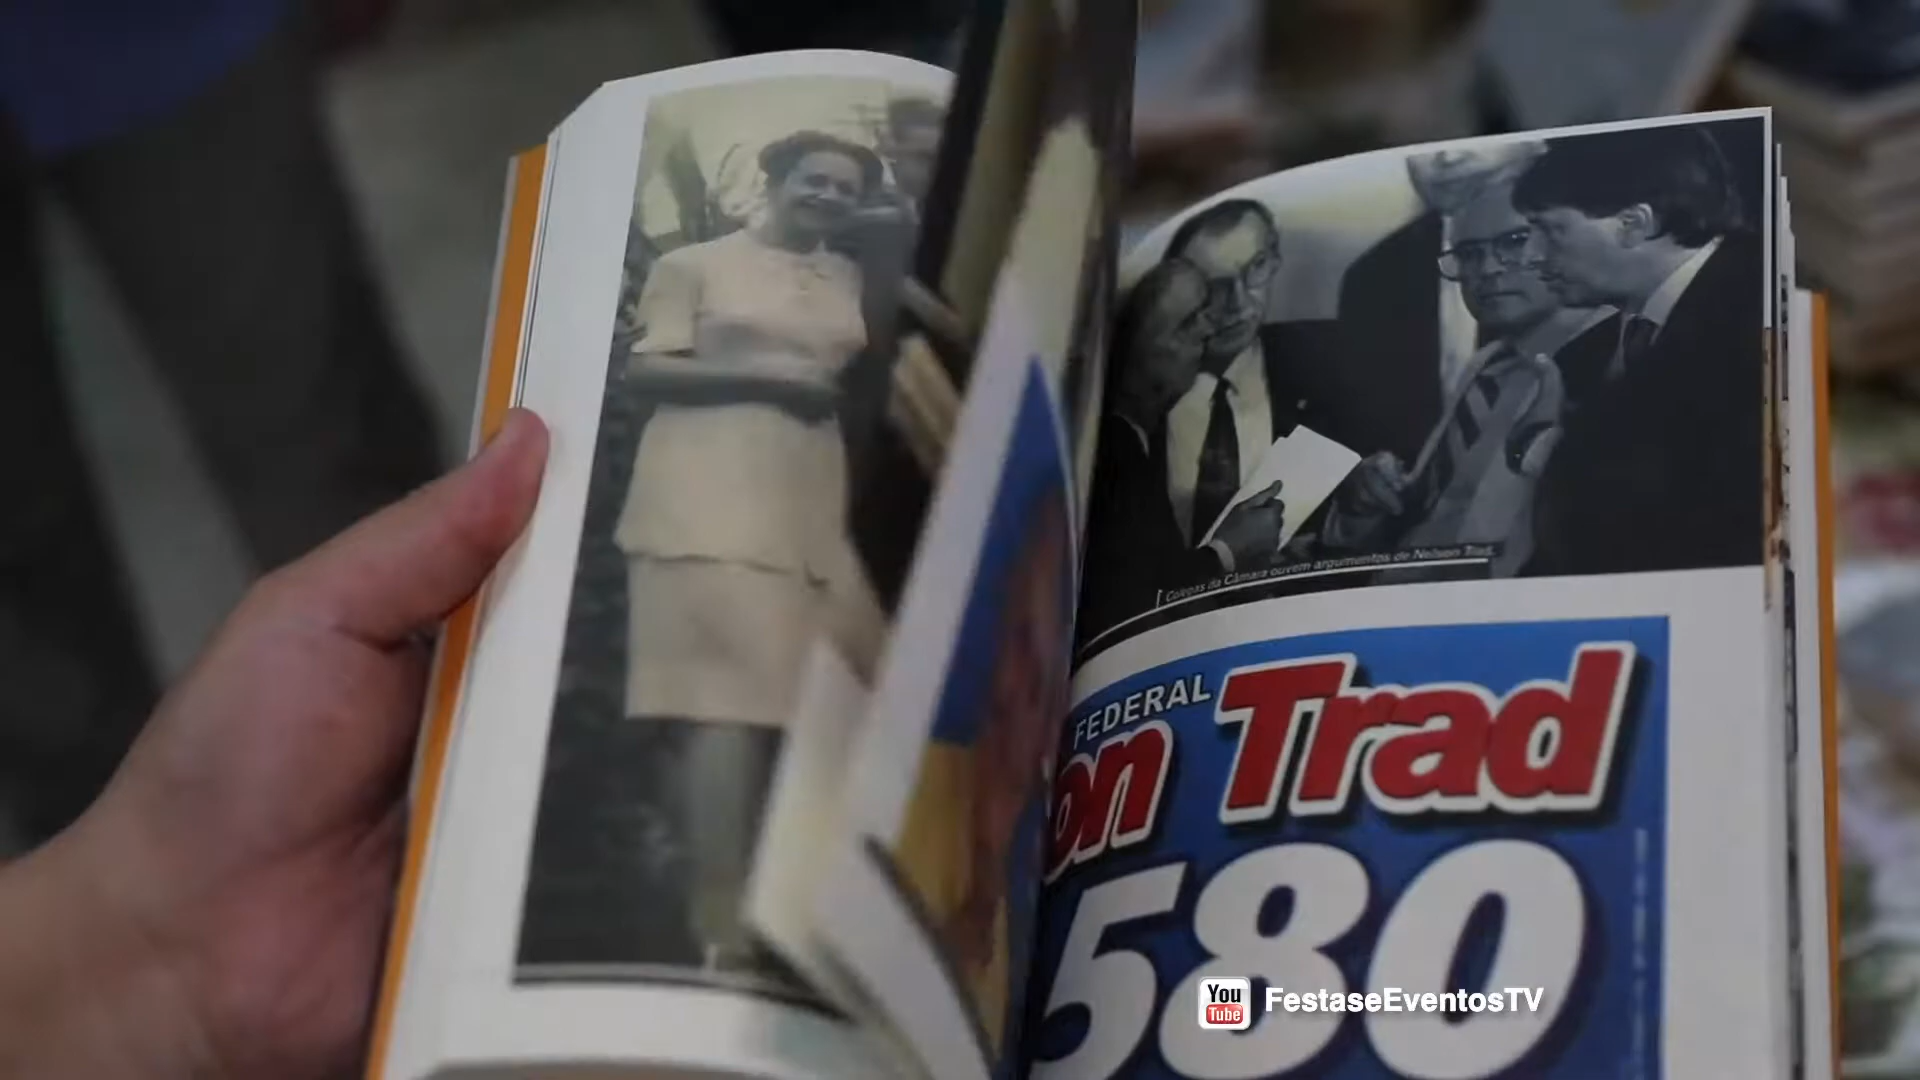 [ Colegas da Câmara ouvem argumentos de Nelson Trad.
FEDERAL
on Trad
580
You
Tube
FestaseEventosTV